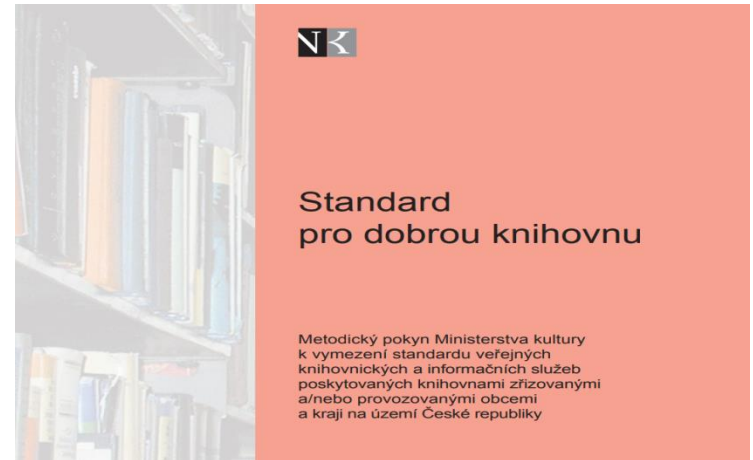 NK
Standard
pro dobrou knihovnu
Metodický pokyn Ministerstva kultury
k vymezení standardu veřejných
knihovnických a informačních služeb
poskytovaných knihovnami zřizovanými
a/nebo provozovanými obcemi
a kraji na území České republiky